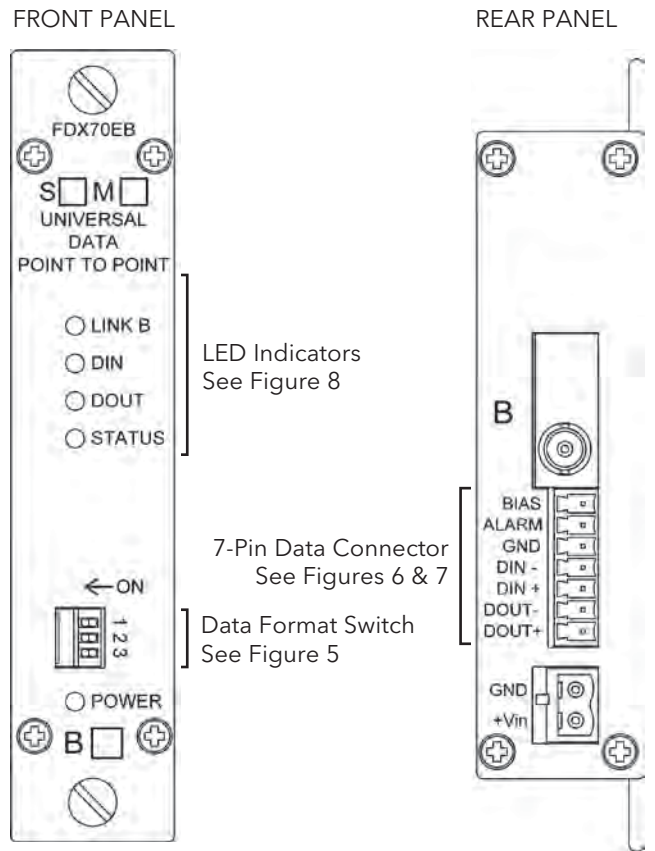 FRONT PANEL
FDX70EB
S M
UNIVERSAL
DATA
POINT TO POINT
LINK B
DIN
DOUT
STATUS
LED Indicators
See Figure 8
←ON
1
2
3
Data Format Switch
See Figure 5
POWER
B
REAR PANEL
B
BIAS
ALARM
GND
DIN -
DIN +
DOUT-
DOUT+
7-Pin Data Connector
See Figures 6 & 7
GND
+Vin